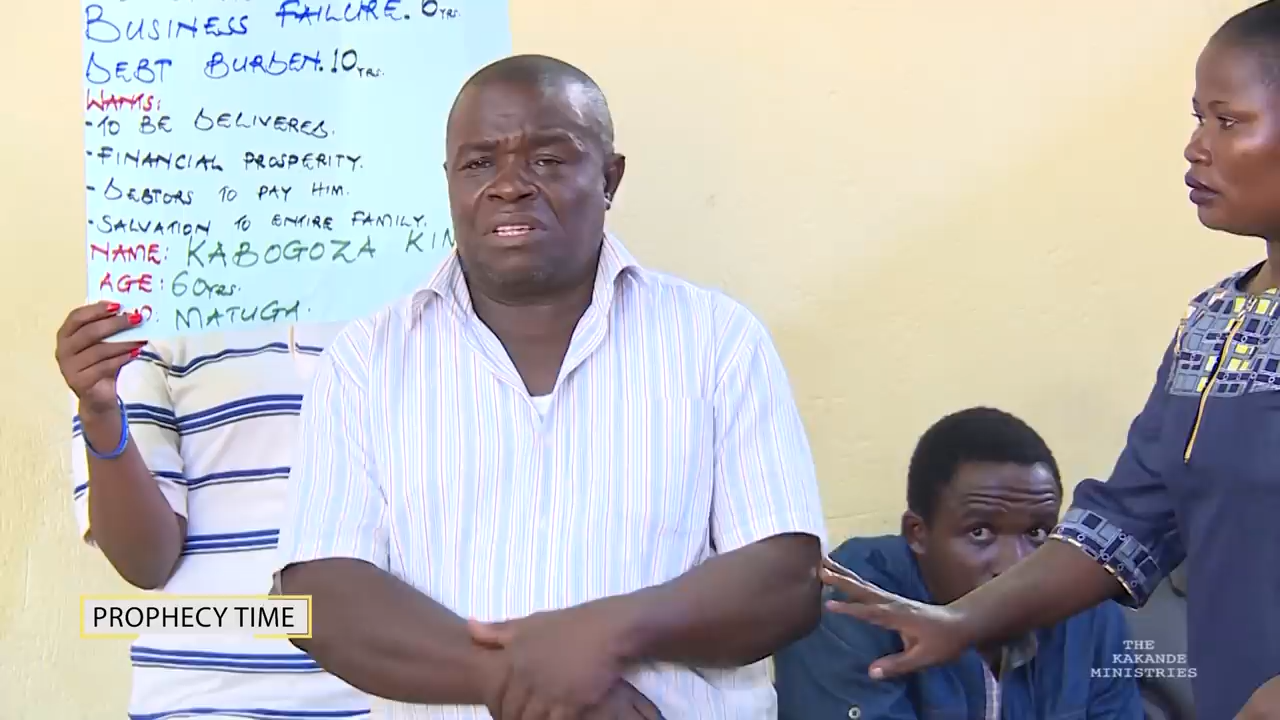 BUSINESS FAILURE. 6YRS.
DEBT BURDEN. 10YRS.
WANTS:
-TO BE DELIVERED.
-FINANCIAL PROSPERITY.
-DEBTORS TO PAY HIM.
-SALVATION TO ENTIRE FAMILY.
NAME: KABOGOZA
AGE: 60YRS.
MATUGA.
PROPHECY TIME
THE
KAKANDE
MINISTRIES